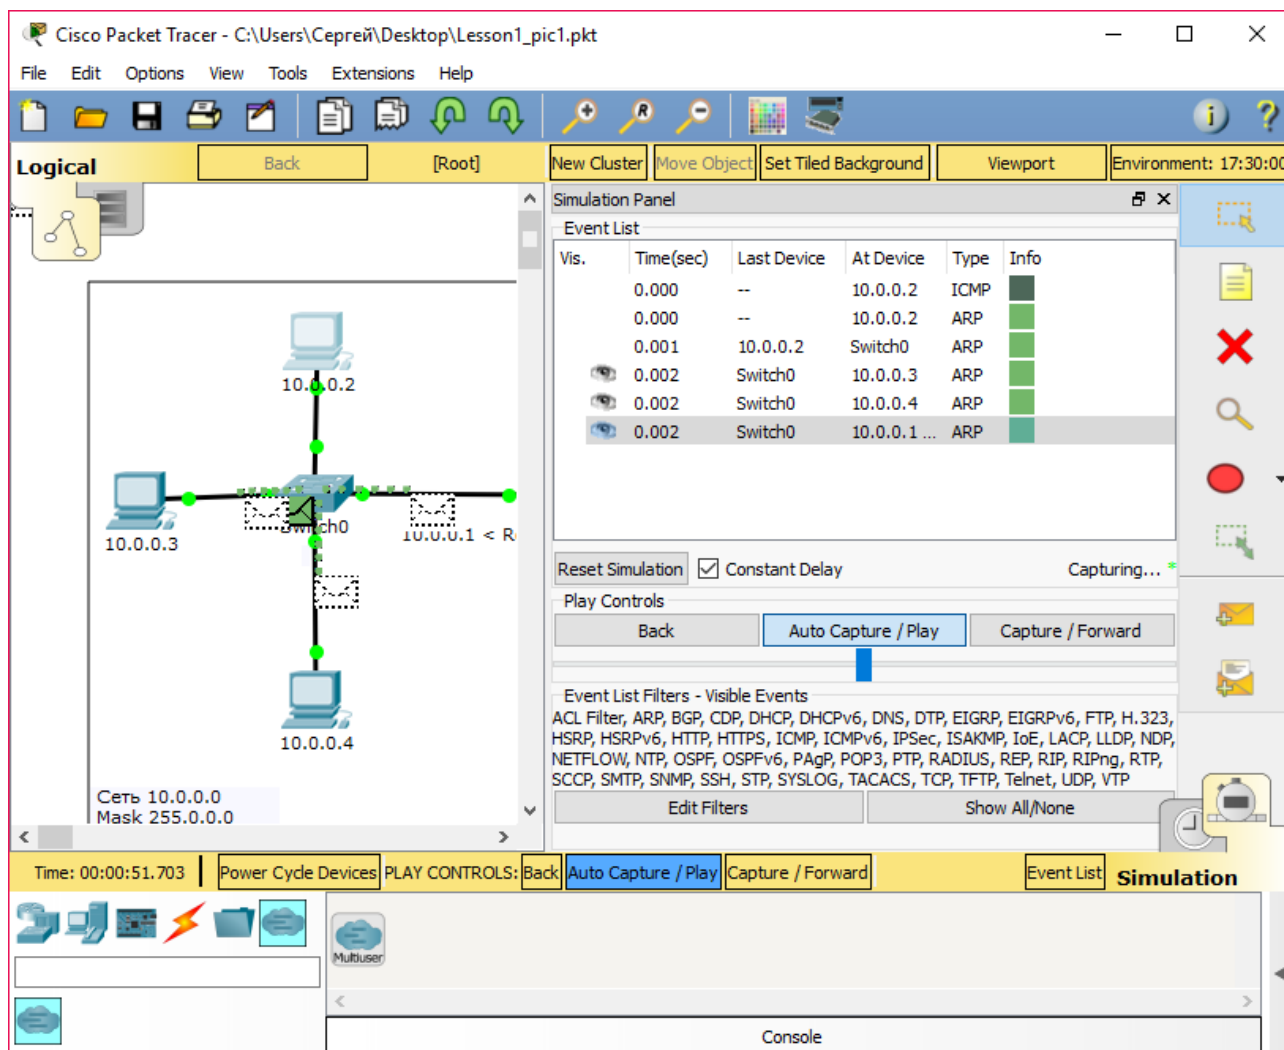 Cisco Packet Tracer - C:\Users\Сергей\Desktop\Lesson1_pic1.pkt
File Edit Options View Tools Extensions Help
Logical Back [Root] New Cluster Move Object Set Tiled Background Viewport Environment: 17:30:00
Simulation Panel
Event List
Vis. Time(sec) Last Device At Device Type Info
0.000 -- 10.0.0.2 ICMP
0.000 -- 10.0.0.2 ARP
0.001 10.0.0.2 Switch0 ARP
0.002 Switch0 10.0.0.3 ARP
0.002 Switch0 10.0.0.4 ARP
0.002 Switch0 10.0.0.1 ... ARP
10.0.0.2
10.0.0.3
Switch0
10.0.0.1 < R
10.0.0.4
Сеть 10.0.0.0
Mask 255.0.0.0
Reset Simulation Constant Delay Capturing... *
Play Controls
Back Auto Capture / Play Capture / Forward
Event List Filters - Visible Events
ACL Filter, ARP, BGP, CDP, DHCP, DHCPv6, DNS, DTP, EIGRP, EIGRPv6, FTP, H.323,
HSRP, HSRPv6, HTTP, HTTPS, ICMP, ICMPv6, IPSec, ISAKMP, IoE, LACP, LLDP, NDP,
NETFLOW, NTP, OSPF, OSPFv6, PAgP, POP3, PTP, RADIUS, REP, RIP, RIPng, RTP,
SCCP, SMTP, SNMP, SSH, STP, SYSLOG, TACACS, TCP, TFTP, Telnet, UDP, VTP
Edit Filters Show All/None
Time: 00:00:51.703 Power Cycle Devices PLAY CONTROLS: Back Auto Capture / Play Capture / Forward Event List Simulation
Multiuser
Console